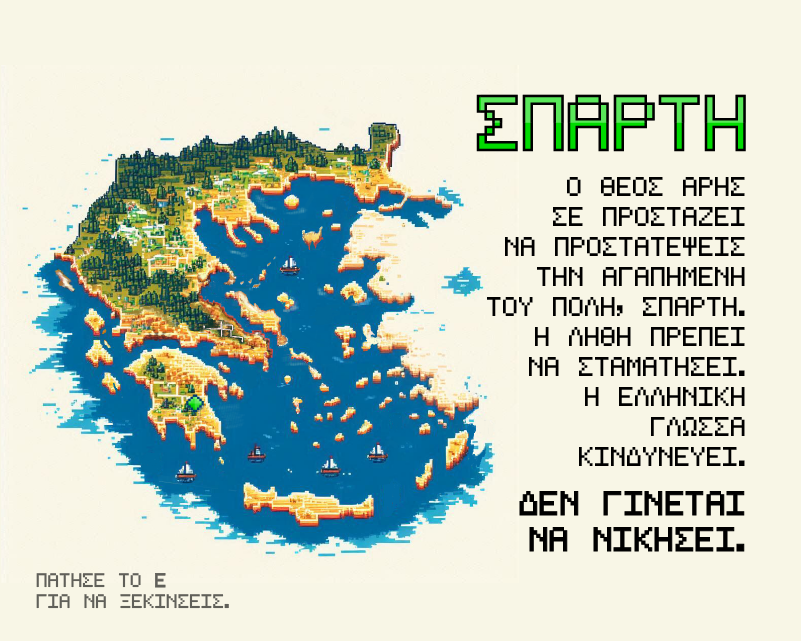 ΣΠΑΡΤΗ
Ο ΘΕΟΣ ΑΡΗΣ
ΣΕ ΠΡΟΣΤΑΖΕΙ
ΝΑ ΠΡΟΣΤΑΤΕΨΕΙΣ
ΤΗΝ ΑΓΑΠΗΜΕΝΗ
ΤΟΥ ΠΟΛΗ, ΣΠΑΡΤΗ.
Η ΛΗΘΗ ΠΡΕΠΕΙ
ΝΑ ΣΤΑΜΑΤΗΣΕΙ.
Η ΕΛΛΗΝΙΚΗ
ΓΛΩΣΣΑ
ΚΙΝΔΥΝΕΥΕΙ.
ΔΕΝ ΓΙΝΕΤΑΙ
ΝΑ ΝΙΚΗΣΕΙ.
ΠΑΤΗΣΕ ΤΟ Ε
ΓΙΑ ΝΑ ΞΕΚΙΝΣΕΙΣ.